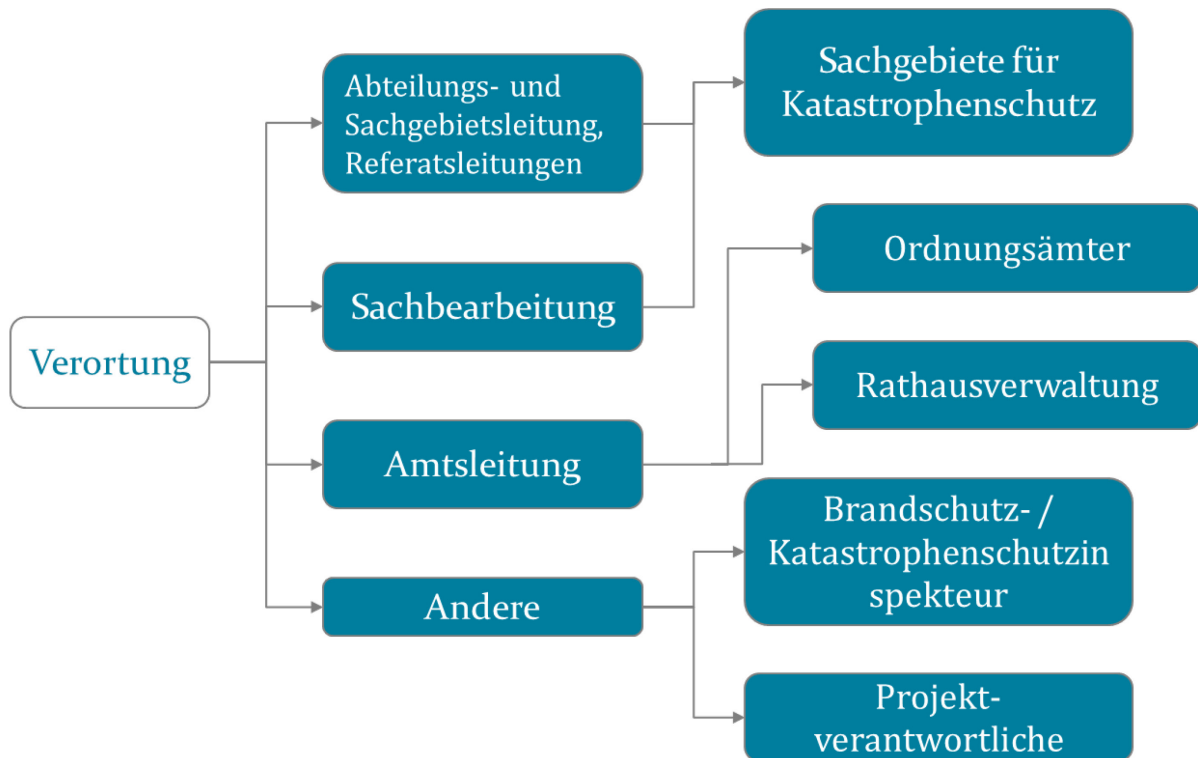 Verortung
Abteilungs- und
Sachgebietsleitung,
Referatsleitungen
Sachbearbeitung
Amtsleitung
Andere
Sachgebiete für
Katastrophenschutz
Ordnungsämter
Rathausverwaltung
Brandschutz- /
Katastrophenschutzin
spekteur
Projekt-
verantwortliche